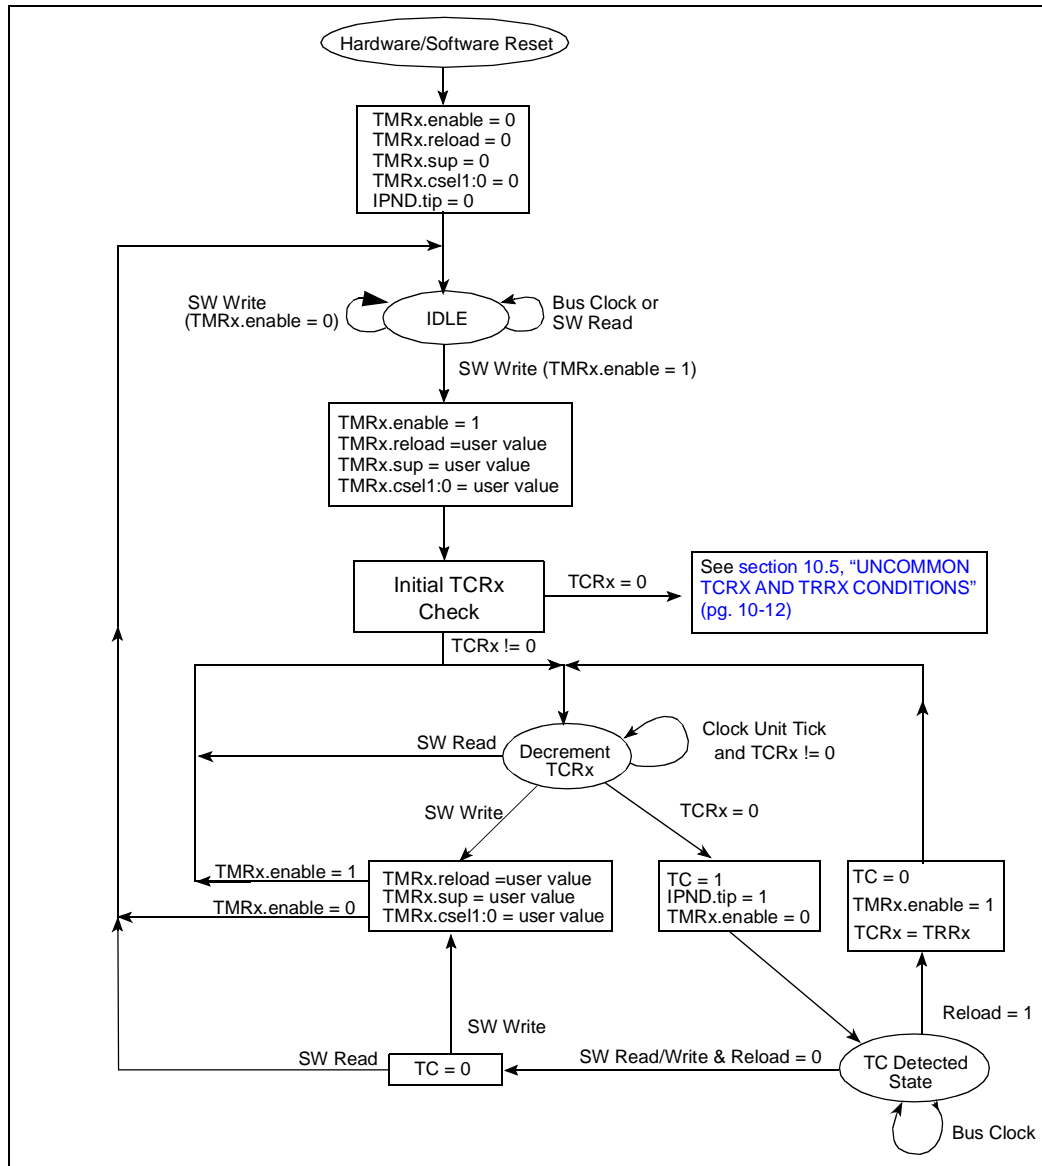 Hardware/Software Reset
TMRx.enable = 0
TMRx.reload = 0
TMRx.sup = 0
TMRx.csel1:0 = 0
IPND.tip = 0
SW Write
(TMRx.enable = 0)
IDLE
Bus Clock or
SW Read
SW Write (TMRx.enable = 1)
TMRx.enable = 1
TMRx.reload =user value
TMRx.sup = user value
TMRx.csel1:0 = user value
Initial TCRx
Check
TCRx = 0
See section 10.5, “UNCOMMON
TCRX AND TRRX CONDITIONS”
(pg. 10-12)
TCRx != 0
SW Read
Decrement
TCRx
Clock Unit Tick
and TCRx != 0
SW Write
TCRx = 0
TMRx.enable = 1
TMRx.enable = 0
TMRx.reload =user value
TMRx.sup = user value
TMRx.csel1:0 = user value
TC = 1
IPND.tip = 1
TMRx.enable = 0
TC = 0
TMRx.enable = 1
TCRx = TRRx
SW Write
Reload = 1
SW Read
TC = 0
SW Read/Write & Reload = 0
TC Detected
State
Bus Clock